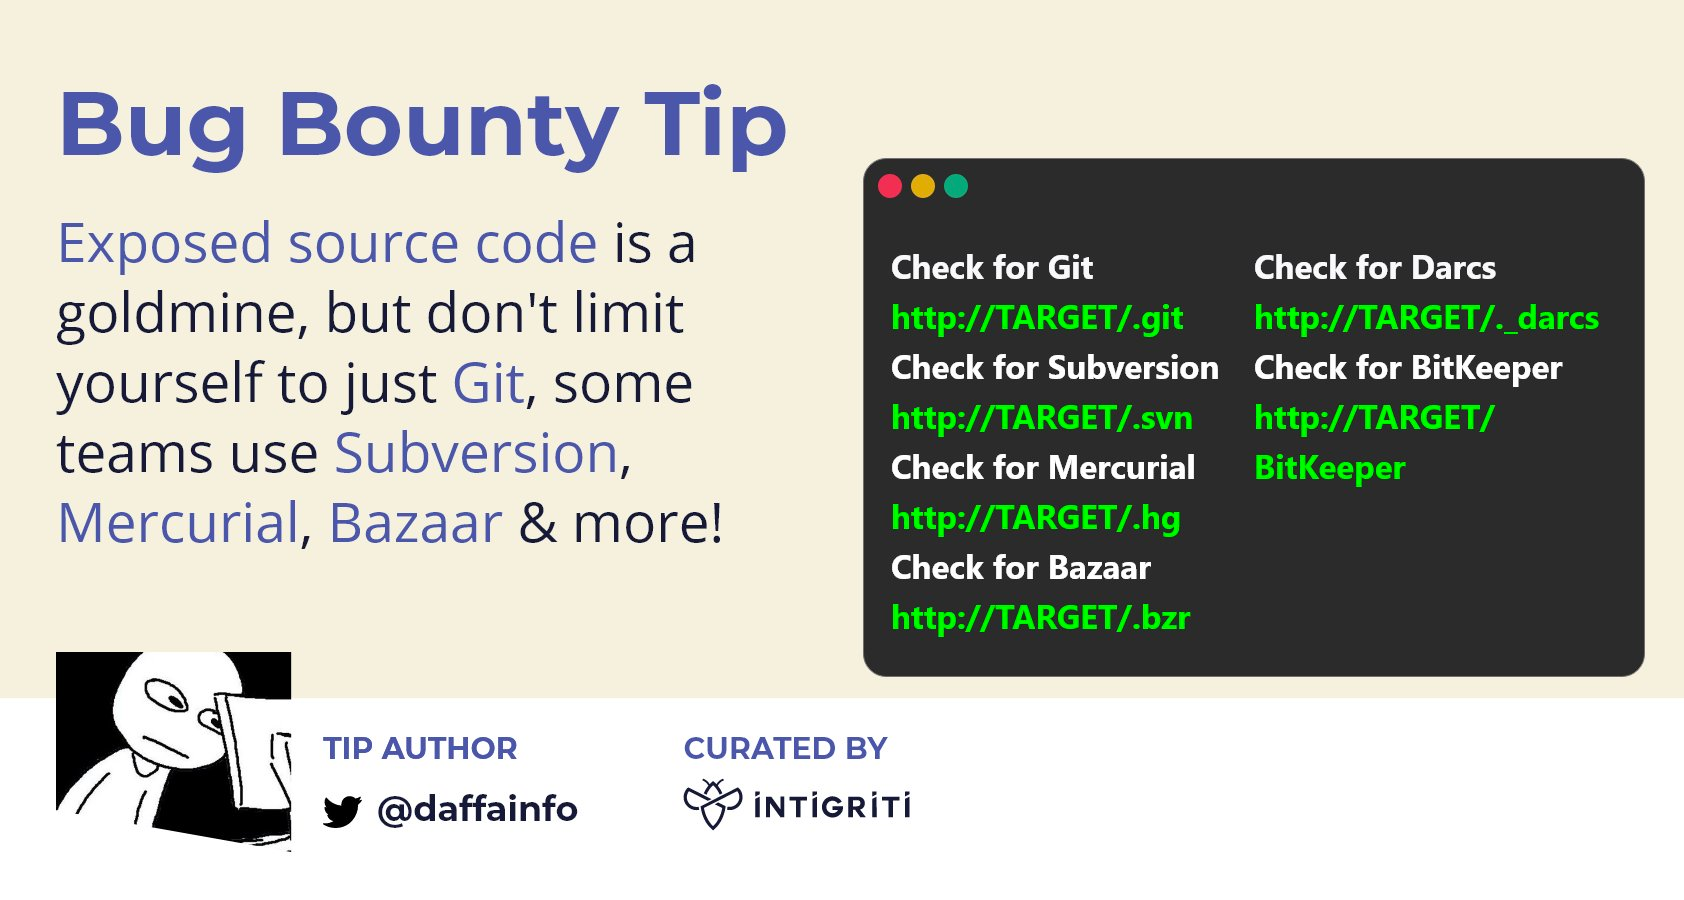 Bug Bounty Tip
Exposed source code is a
goldmine, but don't limit
yourself to just Git, some
teams use Subversion,
Mercurial, Bazaar & more!
Check for Git
http://TARGET/.git
Check for Subversion
http://TARGET/.svn
Check for Mercurial
http://TARGET/.hg
Check for Bazaar
http://TARGET/.bzr
Check for Darcs
http://TARGET/._darcs
Check for BitKeeper
http://TARGET/
BitKeeper
TIP AUTHOR
@daffainfo
CURATED BY
INTIGRITI